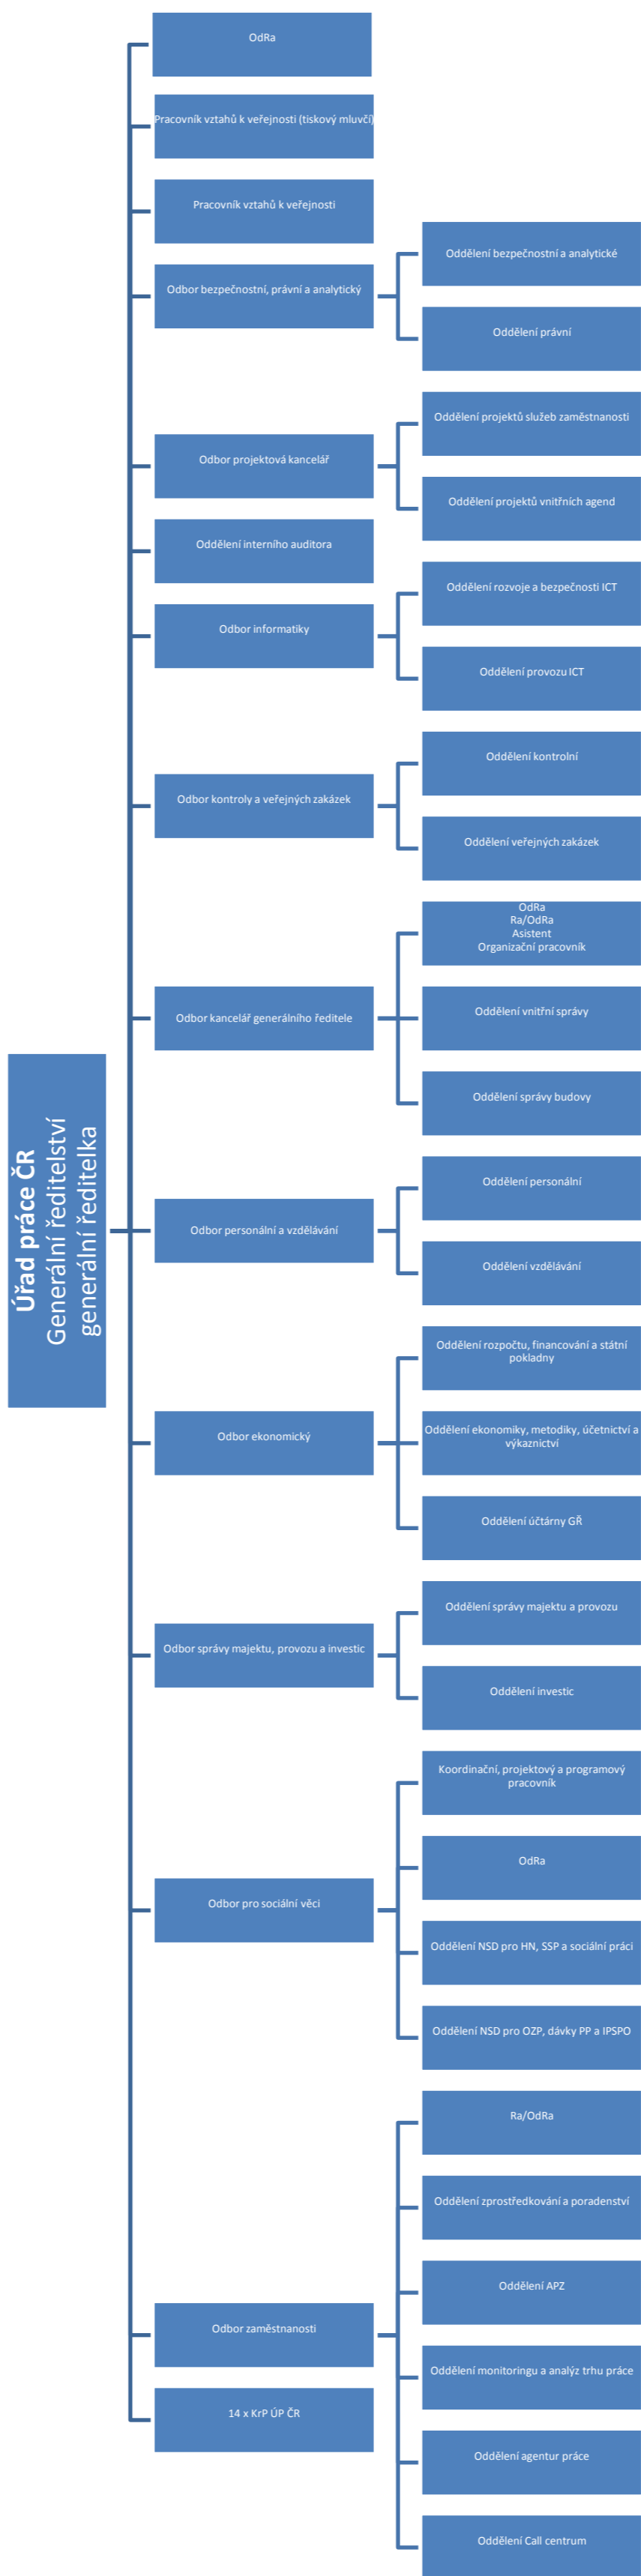 Úřad práce ČR
Generální ředitelství
generální ředitelka
OdRa
Pracovník vztahů k veřejnosti (tiskový mluvčí)
Pracovník vztahů k veřejnosti
Odbor bezpečnostní, právní a analytický
Oddělení bezpečnostní a analytické
Oddělení právní
Odbor projektová kancelář
Oddělení projektů služeb zaměstnanosti
Oddělení projektů vnitřních agend
Oddělení interního auditora
Odbor informatiky
Oddělení rozvoje a bezpečnosti ICT
Oddělení provozu ICT
Odbor kontroly a veřejných zakázek
Oddělení kontrolní
Oddělení veřejných zakázek
Odbor kancelář generálního ředitele
OdRa
Ra/OdRa
Asistent
Organizační pracovník
Oddělení vnitřní správy
Oddělení správy budovy
Odbor personální a vzdělávání
Oddělení personální
Oddělení vzdělávání
Odbor ekonomický
Oddělení rozpočtu, financování a státní
pokladny
Oddělení ekonomiky, metodiky, účetnictví a
výkaznictví
Oddělení účtárny GŘ
Odbor správy majektu, provozu a investic
Oddělení správy majektu a provozu
Oddělení investic
Odbor pro sociální věci
Koordinační, projektový a programový
pracovník
OdRa
Oddělení NSD pro HN, SSP a sociální práci
Oddělení NSD pro OZP, dávky PP a IPSPO
Odbor zaměstnanosti
Ra/OdRa
Oddělení zprostředkování a poradenství
Oddělení APZ
Oddělení monitoringu a analýz trhu práce
Oddělení agentur práce
Oddělení Call centrum
14 x KrP ÚP ČR